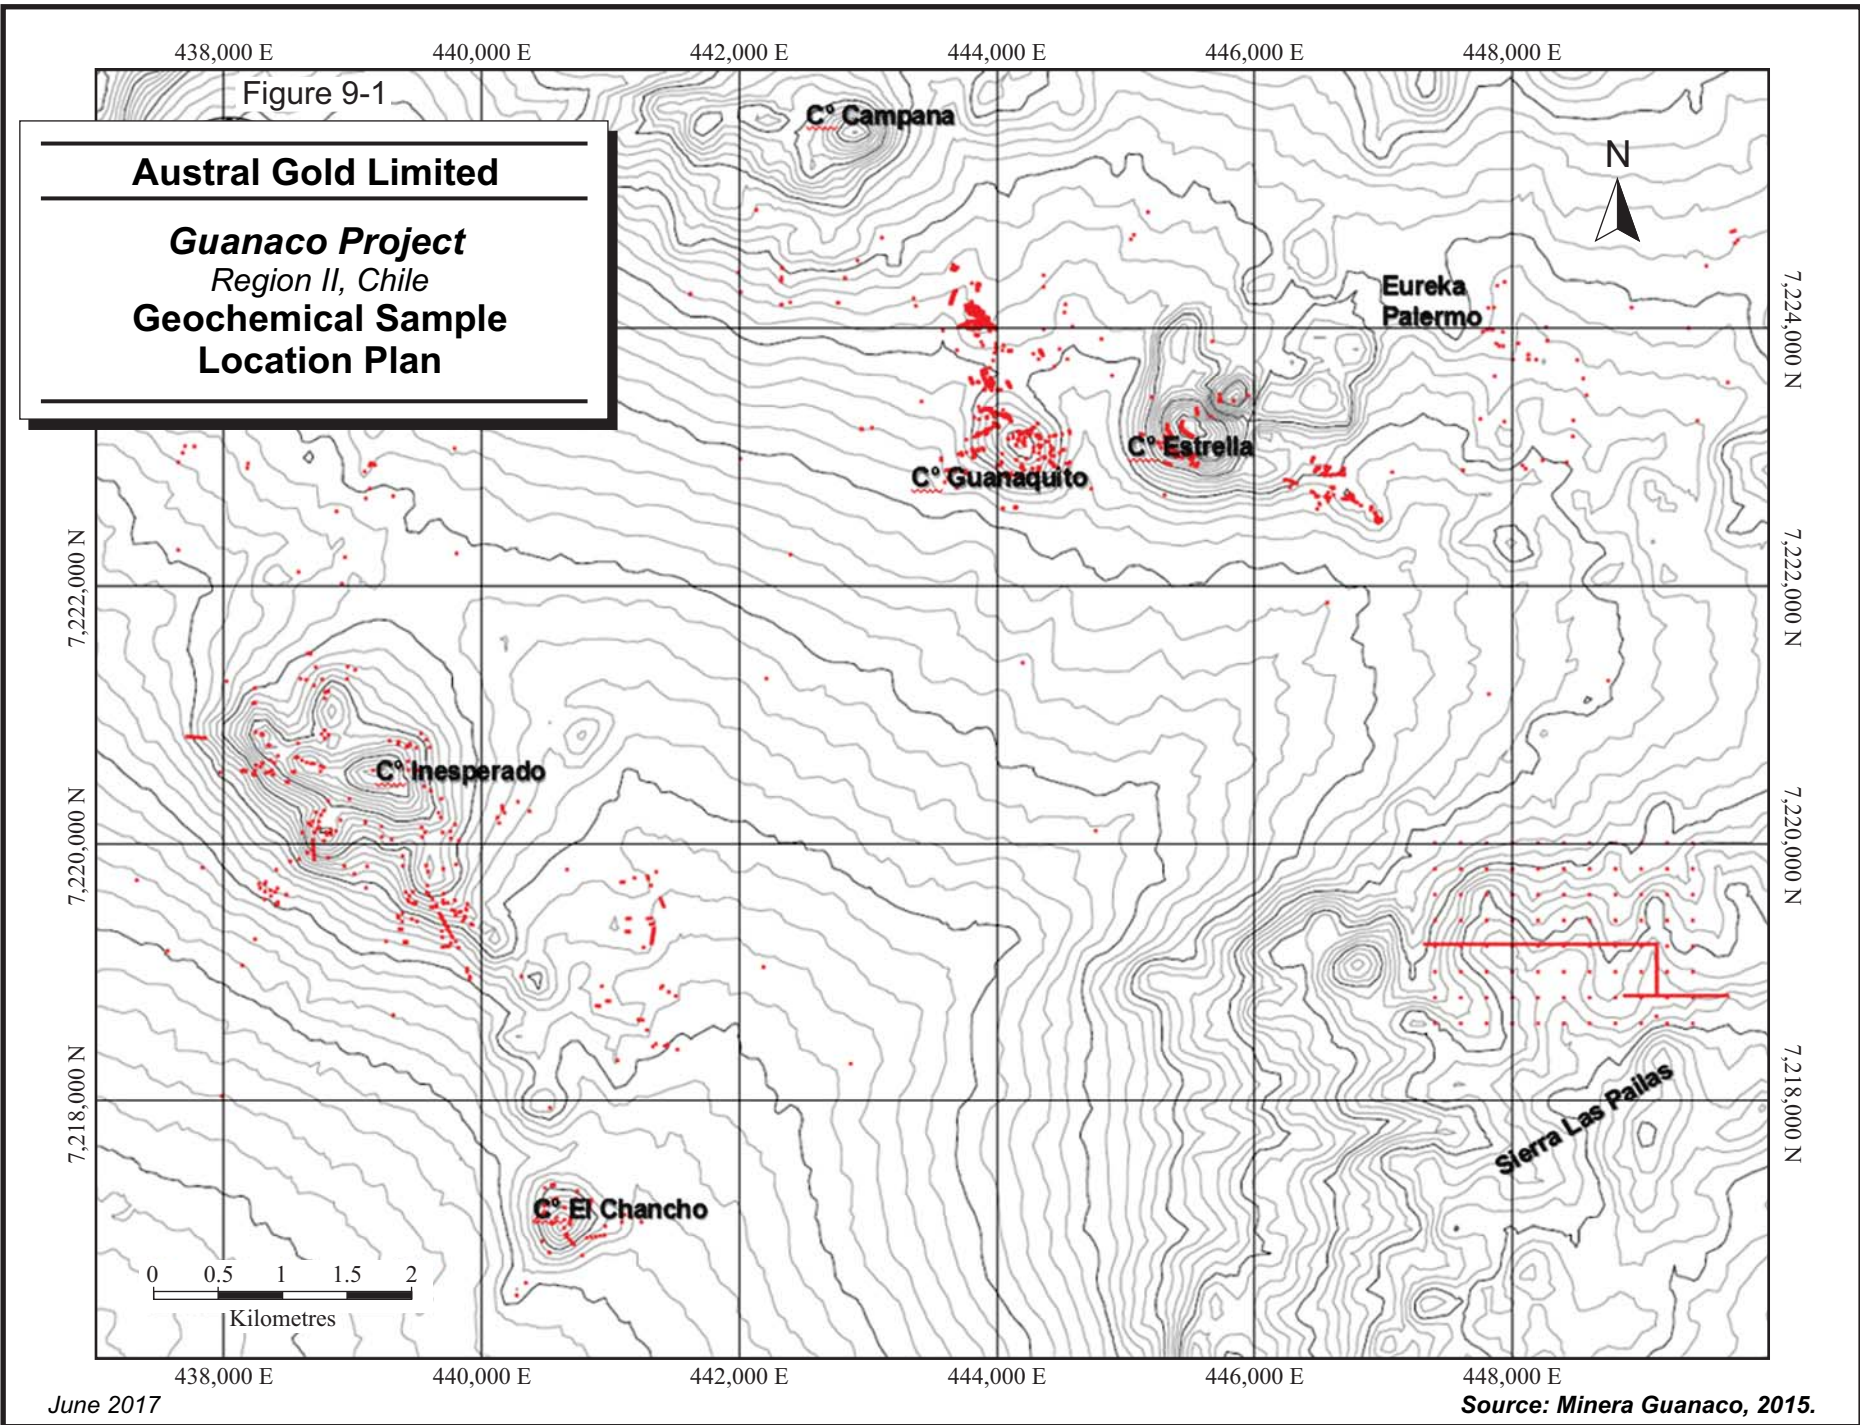 438,000 E 440,000 E 442,000 E 444,000 E 446,000 E 448,000 E
Figure 9-1
Austral Gold Limited
Guanaco Project
Region II, Chile
Geochemical Sample
Location Plan
C° Campana
N
Eureka
Palermo
7,224,000 N
C° Estrella
C° Guanaquito
7,222,000 N
7,222,000 N
C° Inesperado
7,220,000 N
7,220,000 N
7,218,000 N
7,218,000 N
Sierra Las Pailas
C° El Chancho
0 0.5 1 1.5 2
Kilometres
438,000 E 440,000 E 442,000 E 444,000 E 446,000 E 448,000 E
June 2017
Source: Minera Guanaco, 2015.